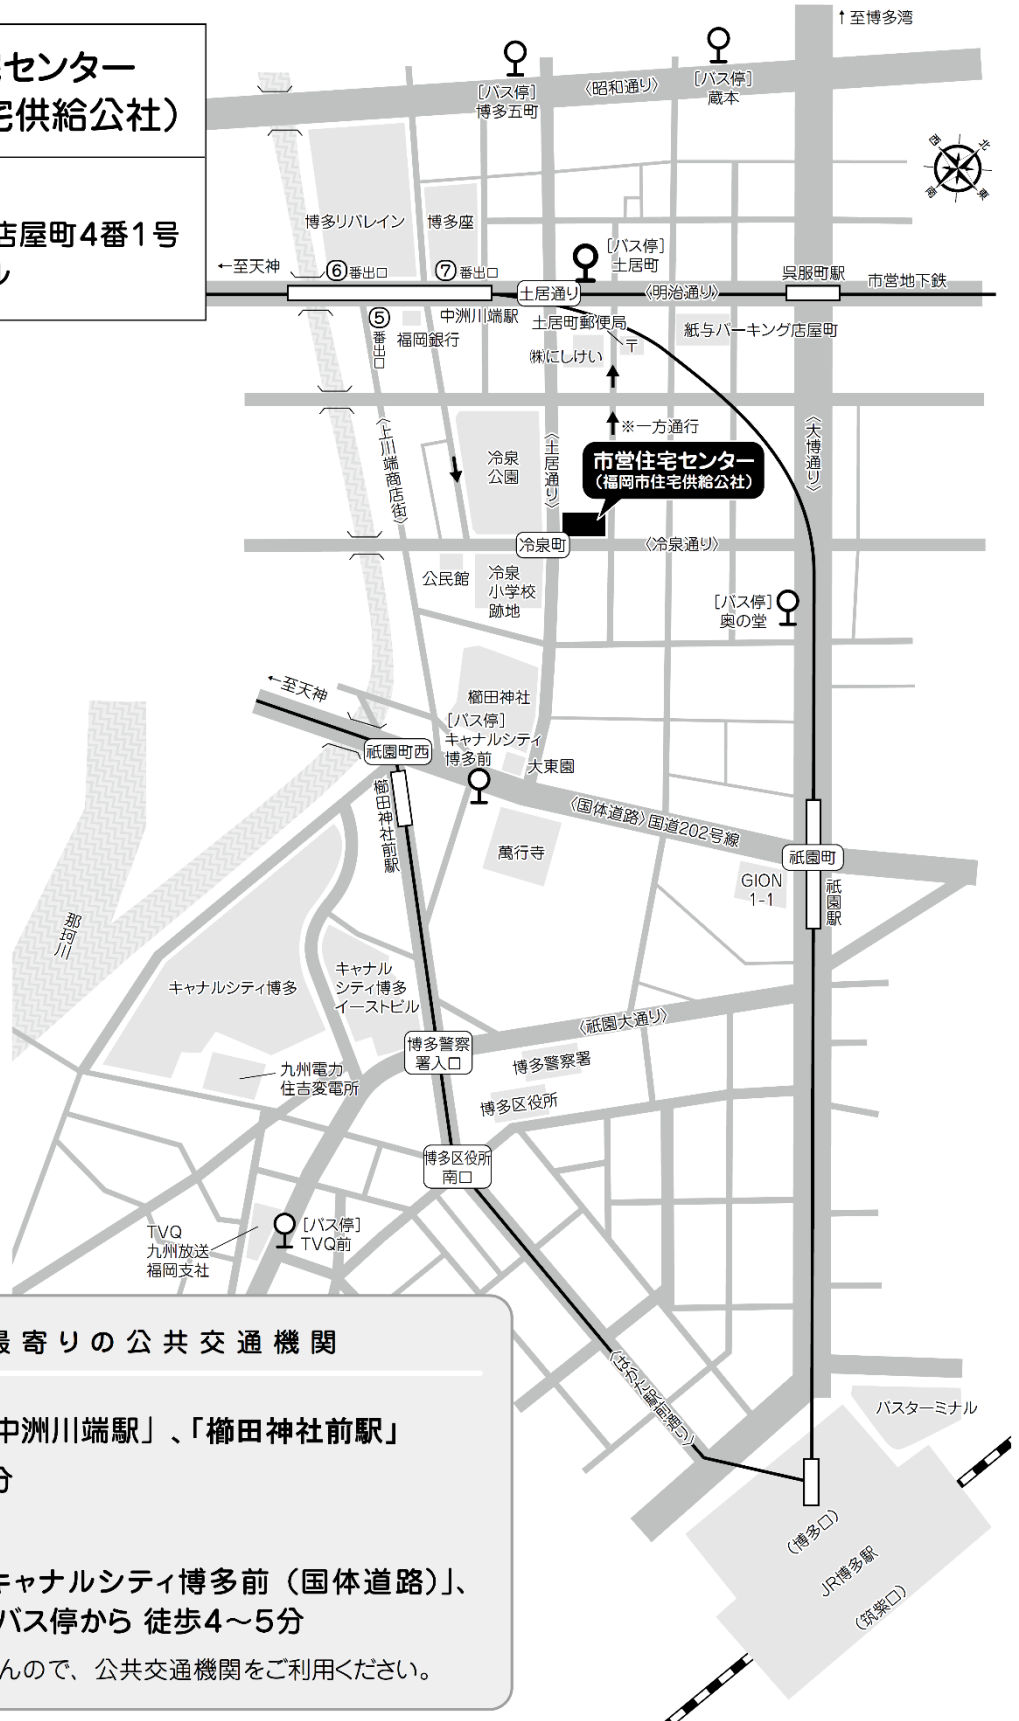 ↑至博多湾
宅センター
宅供給公社）
店屋町4番1号
[バス停]
博多五町
〈昭和通り〉
[バス停]
蔵本
北
東
南
西
博多リバレイン
博多座
[バス停]
土居町
←至天神
⑥番出口
⑦番出口
土居通り
〈明治通り〉
呉服町駅
市営地下鉄
⑤番出口
中洲川端駅
福岡銀行
土居町郵便局
〒
㈱にしけい
紙与パーキング店屋町
※一方通行
〈上川端商店街〉
冷泉
公園
〈土居通り〉
市営住宅センター
（福岡市住宅供給公社）
〈大博通り〉
冷泉町
〈冷泉通り〉
公民館
冷泉
小学校
跡地
[バス停]
奥の堂
←至天神
櫛田神社
[バス停]
キャナルシティ
博多前
祇園町西
大東園
櫛田神社前駅
〈国体道路〉国道202号線
萬行寺
祇園町
GION
1-1
祇園駅
那珂川
キャナルシティ博多
キャナル
シティ博多
イーストビル
〈祇園大通り〉
博多警察
署入口
博多警察署
九州電力
住吉変電所
博多区役所
博多区役所
南口
TVQ
九州放送
福岡支社
[バス停]
TVQ前
〈はかた駅前通り〉
バスターミナル
（博多口）
JR博多駅
（筑紫口）
最寄りの公共交通機関
中洲川端駅」、「櫛田神社前駅」
分
キャナルシティ博多前（国体道路）」、
バス停から 徒歩4～5分
んので、公共交通機関をご利用ください。